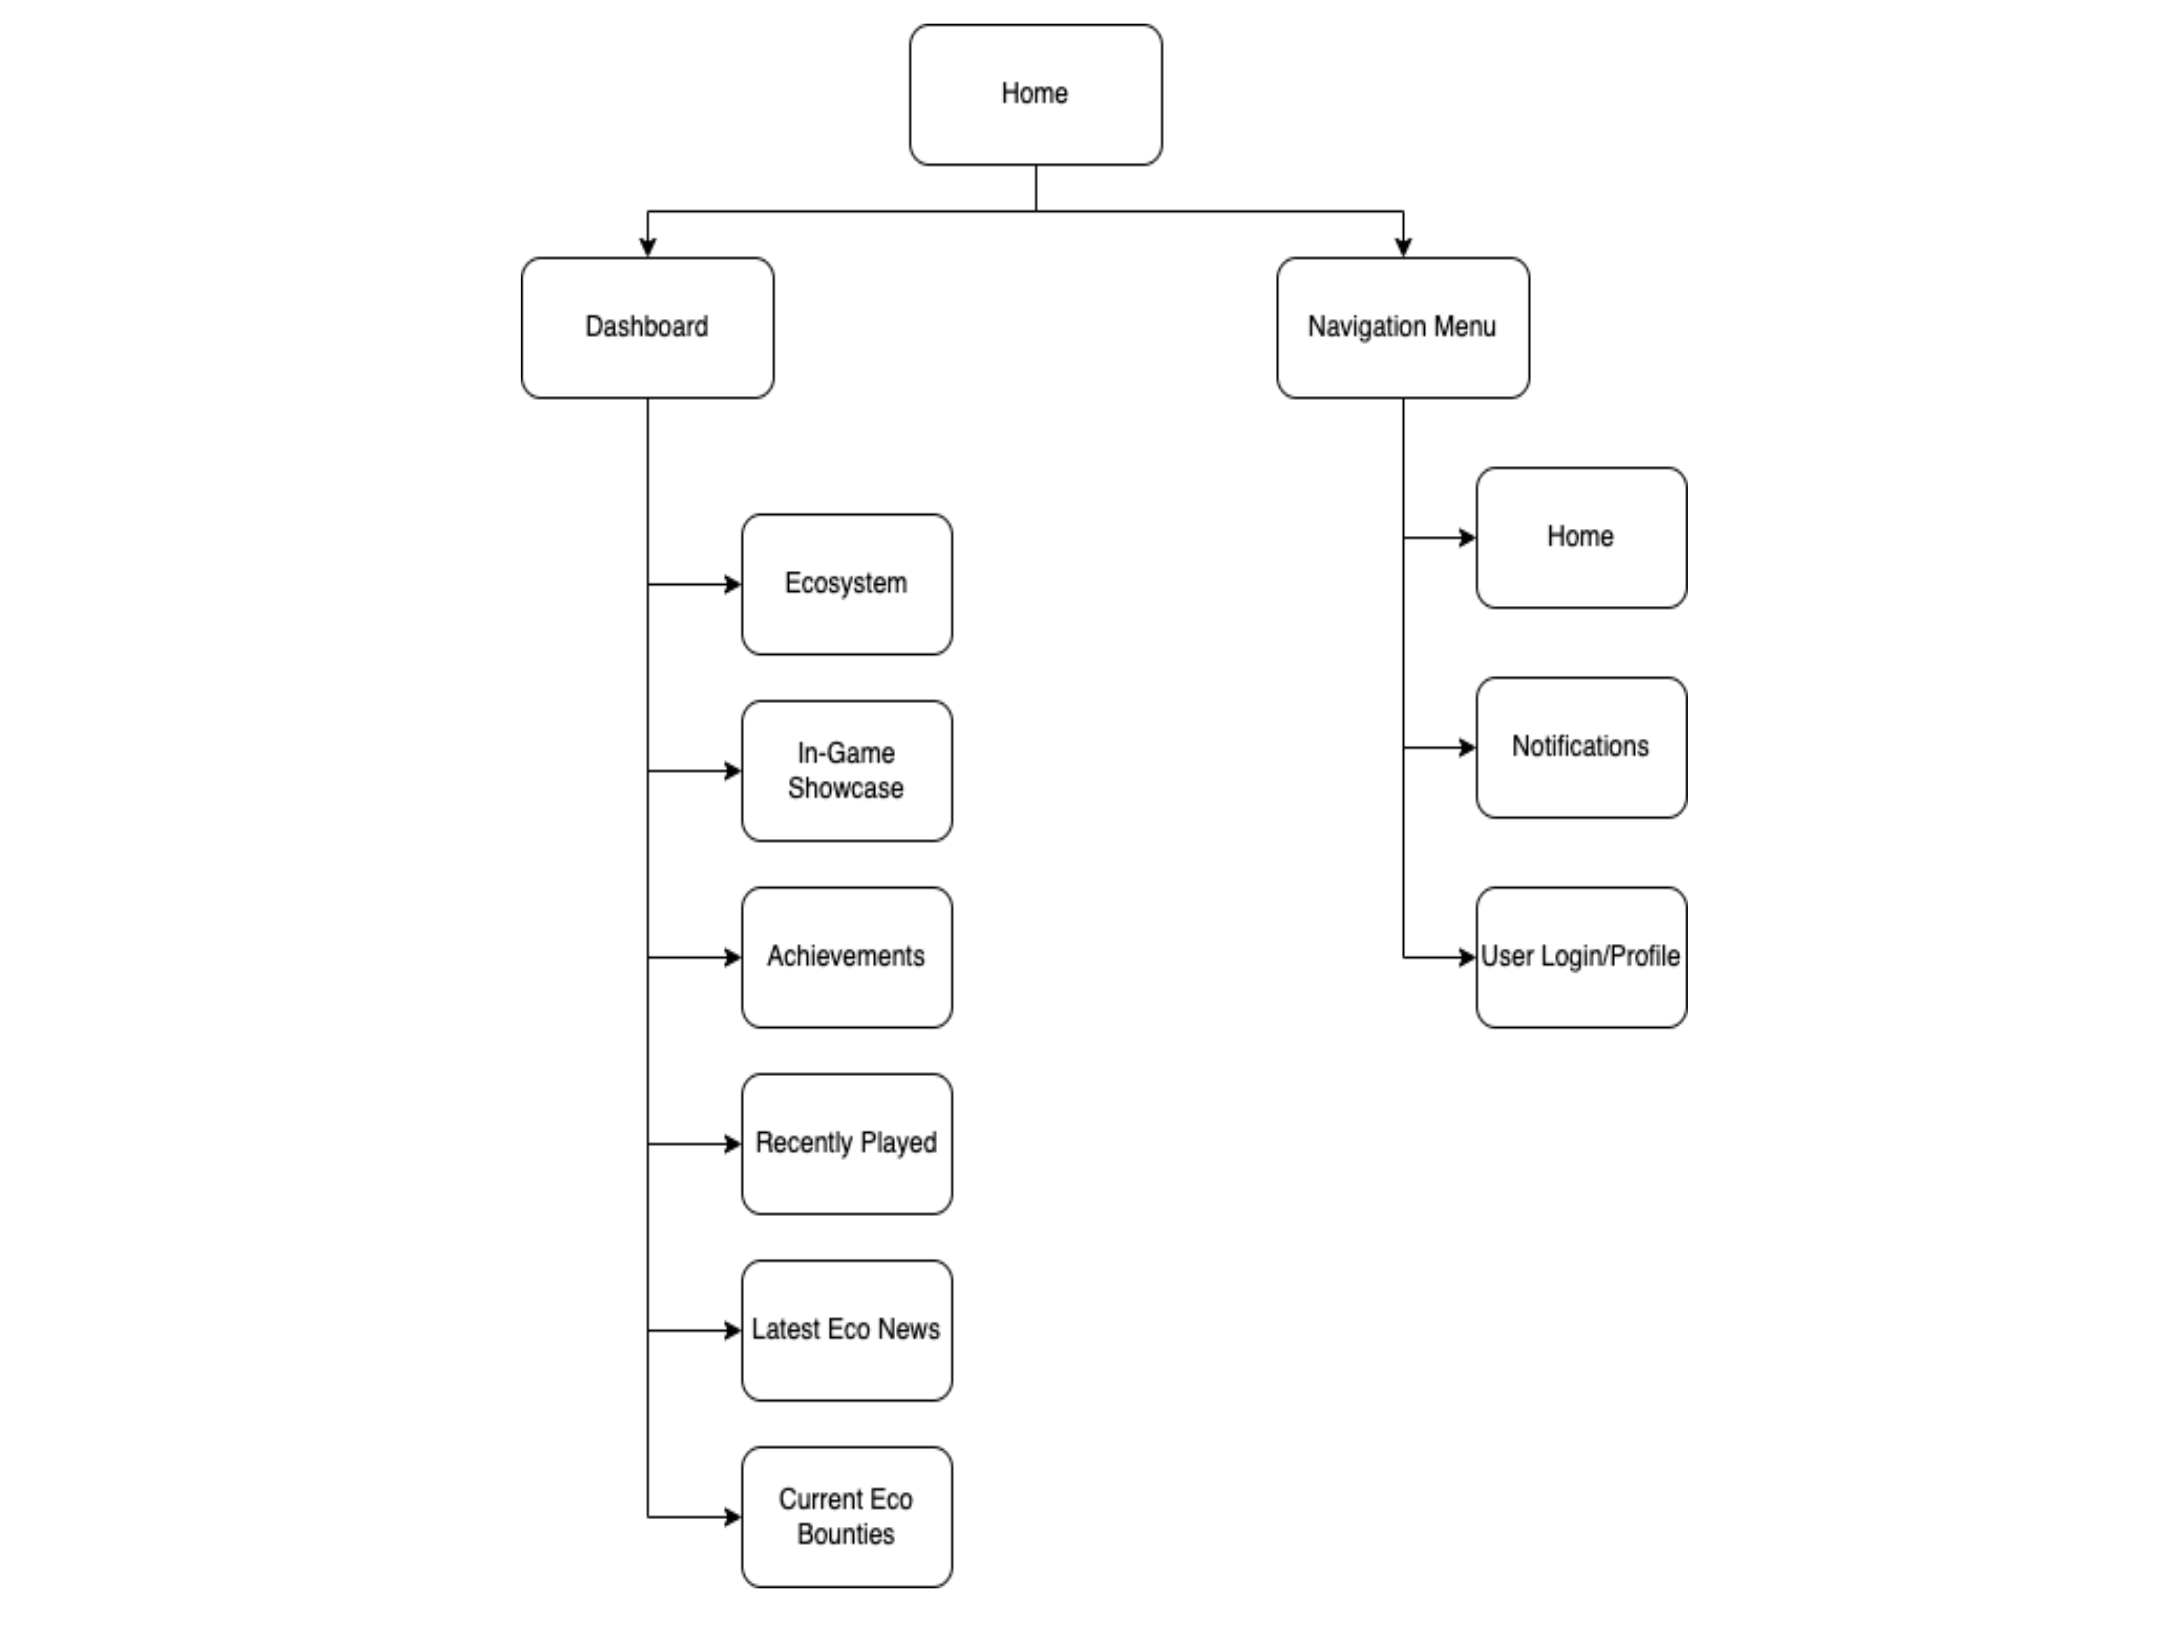 Home
Dashboard
Navigation Menu
Ecosystem
In-Game
Showcase
Achievements
Recently Played
Latest Eco News
Current Eco
Bounties
Home
Notifications
User Login/Profile